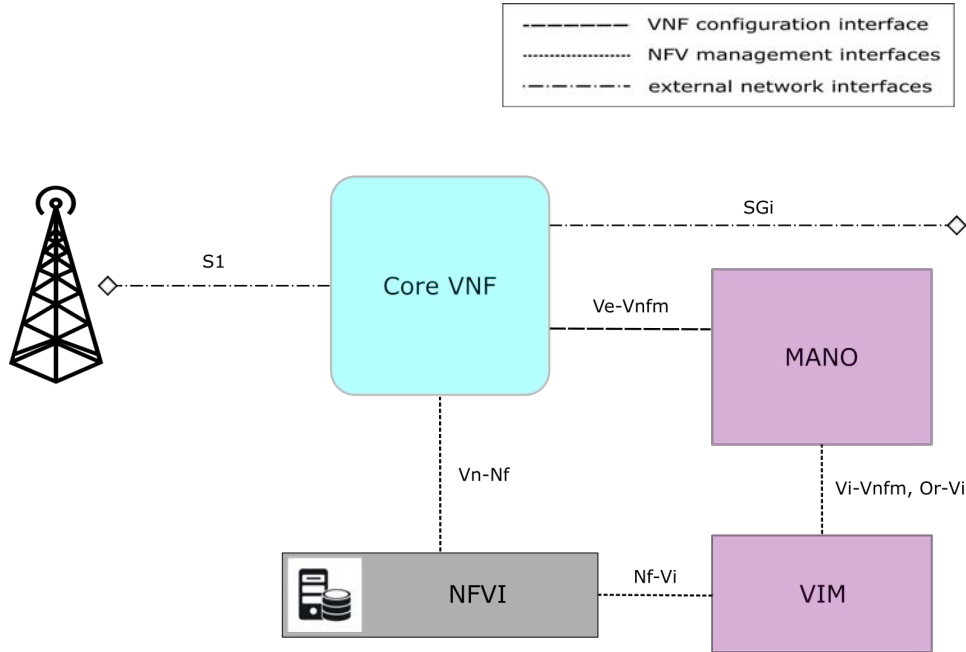 VNF configuration interface
NFV management interfaces
external network interfaces
SGi
S1
Core VNF
Ve-Vnfm
MANO
Vn-Nf
Vi-Vnfm, Or-Vi
Nf-Vi
NFVI
VIM